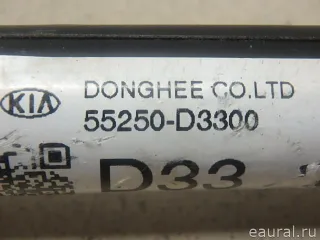 KIA
DONGHEE CO.LTD
55250-D3300
D33
eaural.ru